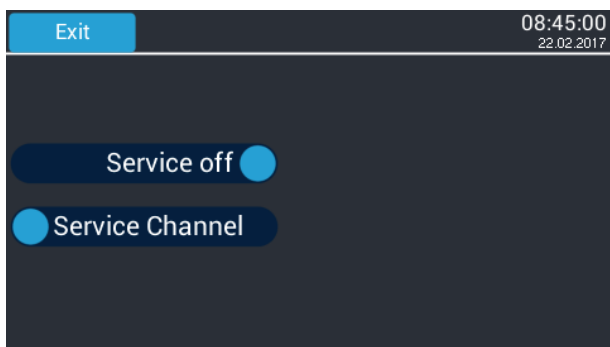 Exit
08:45:00
22.02.2017
Service off
Service Channel